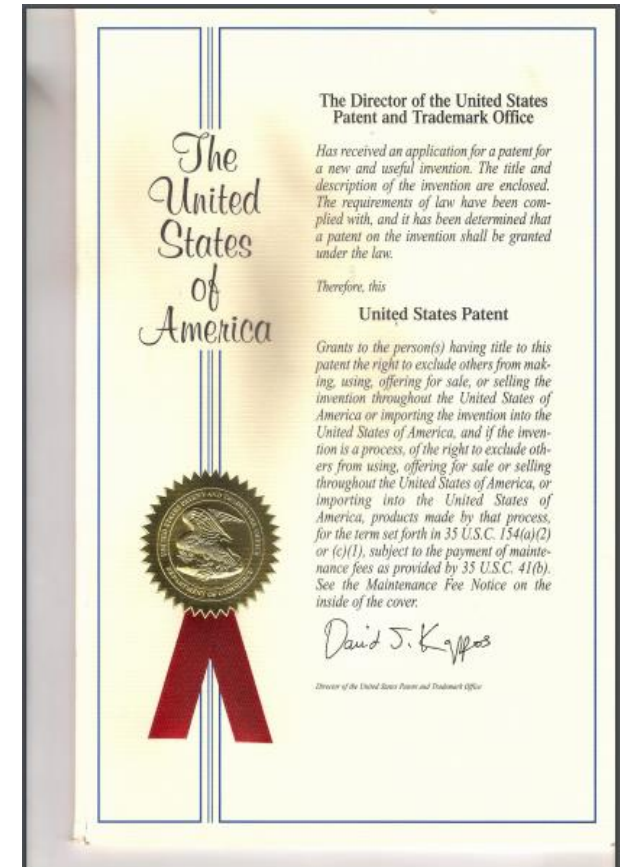 The
United
States
of
America
The Director of the United States
Patent and Trademark Office
Has received an application for a patent for
a new and useful invention. The title and
description of the invention are enclosed.
The requirements of law have been com-
plied with, and it has been determined that
a patent on the invention shall be granted
under the law.
Therefore, this
United States Patent
Grants to the person(s) having title to this
patent the right to exclude others from mak-
ing, using, offering for sale, or selling the
invention throughout the United States of
America or importing the invention into the
United States of America, and if the inven-
tion is a process, of the right to exclude oth-
ers from using, offering for sale or selling
throughout the United States of America, or
importing into the United States of
America, products made by that process,
for the term set forth in 35 U.S.C. 154(a)(2)
or (c)(1), subject to the payment of mainte-
nance fees as provided by 35 U.S.C. 41(b).
See the Maintenance Fee Notice on the
inside of the cover.
David J. Kappos
Director of the United States Patent and Trademark Office
UNITED STATES PATENT AND TRADEMARK OFFICE
DEPARTMENT OF COMMERCE